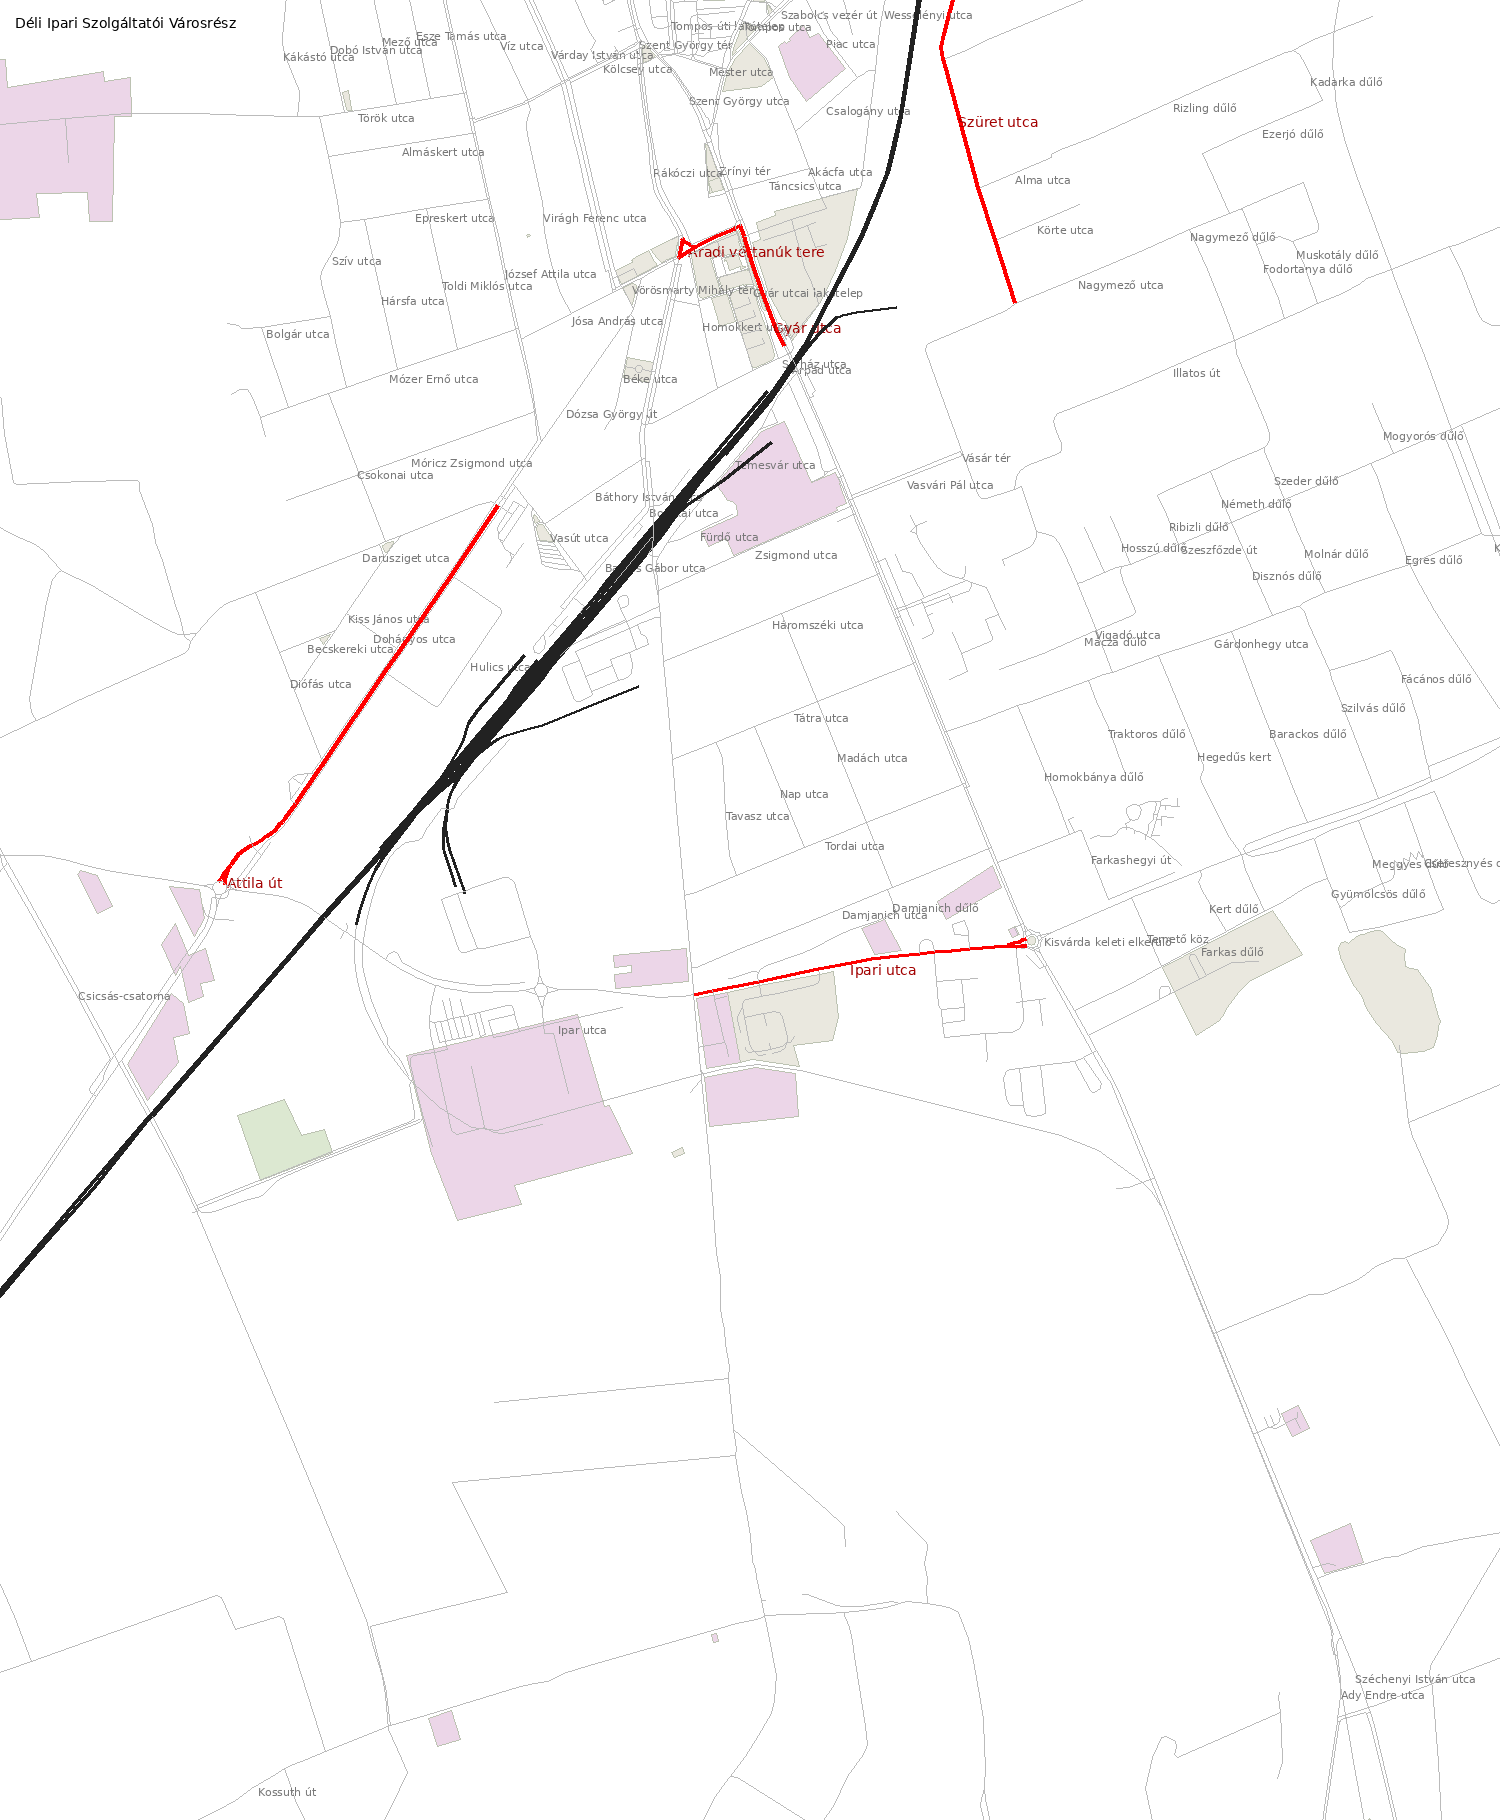 Déli Ipari Szolgáltatói Városrész
Szabolcs vezér út
Wesselényi utca
Piac utca
Szent György tér
Esze Tamás utca
Mező utca
Dobó István utca
Kákástó utca
Víz utca
Várday István utca
Kölcsey utca
Mester utca
Szent György utca
Csalogány utca
Kadarka dűlő
Rizling dűlő
Szüret utca
Ezerjó dűlő
Török utca
Almáskert utca
Rákóczi utca
Zrínyi tér
Akácfa utca
Táncsics utca
Alma utca
Epreskert utca
Virágh Ferenc utca
Körte utca
Nagymező dűlő
Muskotály dűlő
Fodortanya dűlő
Aradi vértanúk tere
Szív utca
József Attila utca
Toldi Miklós utca
Hársfa utca
Vörösmarty Mihály tér
Gyár utcai lakótelep
Nagymező utca
Jósa András utca
Gyár utca
Bolgár utca
Árpád utca
Mózer Ernő utca
Béke utca
Illatos út
Dózsa György út
Mogyorós dűlő
Móricz Zsigmond utca
Csokonai utca
Temesvár utca
Vásár tér
Vasvári Pál utca
Szeder dűlő
Németh dűlő
Ribizli dűlő
Vasút utca
Fürdő utca
Zsigmond utca
Hosszú dűlő
Szeszfőzde út
Molnár dűlő
Egres dűlő
Darusziget utca
Disznós dűlő
Kiss János utca
Dohányos utca
Becskereki utca
Háromszéki utca
Vigadó utca
Mácza dűlő
Gárdonhegy utca
Hulics utca
Diófás utca
Fácános dűlő
Szilvás dűlő
Tátra utca
Traktoros dűlő
Barackos dűlő
Madách utca
Hegedűs kert
Homokbánya dűlő
Nap utca
Tavasz utca
Tordai utca
Farkashegyi út
Attila út
Gyümölcsös dűlő
Damjanich dűlő
Damjanich utca
Kert dűlő
Temető köz
Farkas dűlő
Ipari utca
Csicsás-csatorna
Ipar utca
Széchenyi István utca
Ady Endre utca
Kossuth út